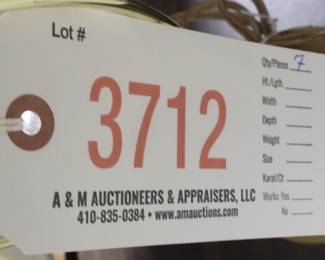 Lot #
3712
Qty/Pieces 7
Ht./Lgth.
Width
Depth
Weight
Size
Karat/Ct
Works: Yes
No
A & M AUCTIONEERS & APPRAISERS, LLC
410-835-0384 • www.amauctions.com